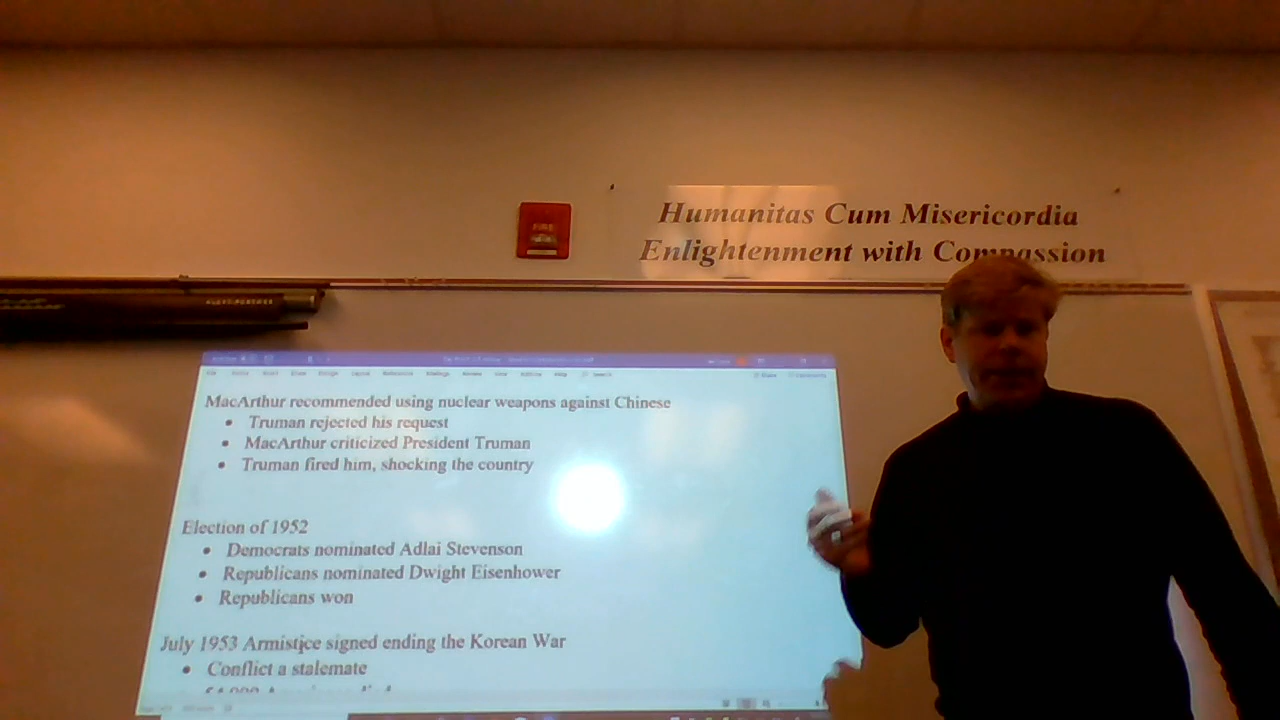 Humanitas Cum Misericordia
Enlightenment with Compassion
FIRE
MacArthur recommended using nuclear weapons against Chinese
• Truman rejected his request
• MacArthur criticized President Truman
• Truman fired him, shocking the country
Election of 1952
• Democrats nominated Adlai Stevenson
• Republicans nominated Dwight Eisenhower
• Republicans won
July 1953 Armistice signed ending the Korean War
• Conflict a stalemate